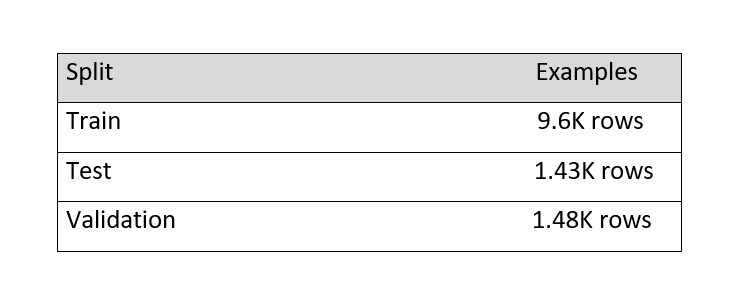 Split Examples
Train 9.6K rows
Test 1.43K rows
Validation 1.48K rows